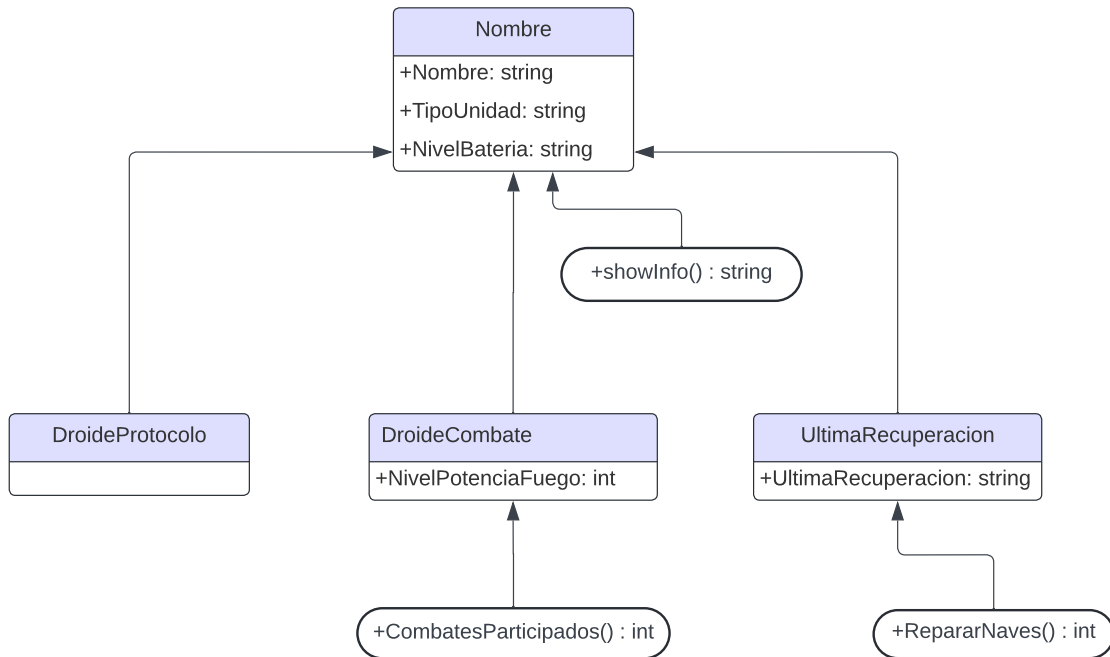 Nombre
+Nombre: string
+TipoUnidad: string
+NivelBateria: string
+showInfo() : string
DroideProtocolo
DroideCombate
+NivelPotenciaFuego: int
UltimaRecuperacion
+UltimaRecuperacion: string
+CombatesParticipados() : int
+RepararNaves() : int